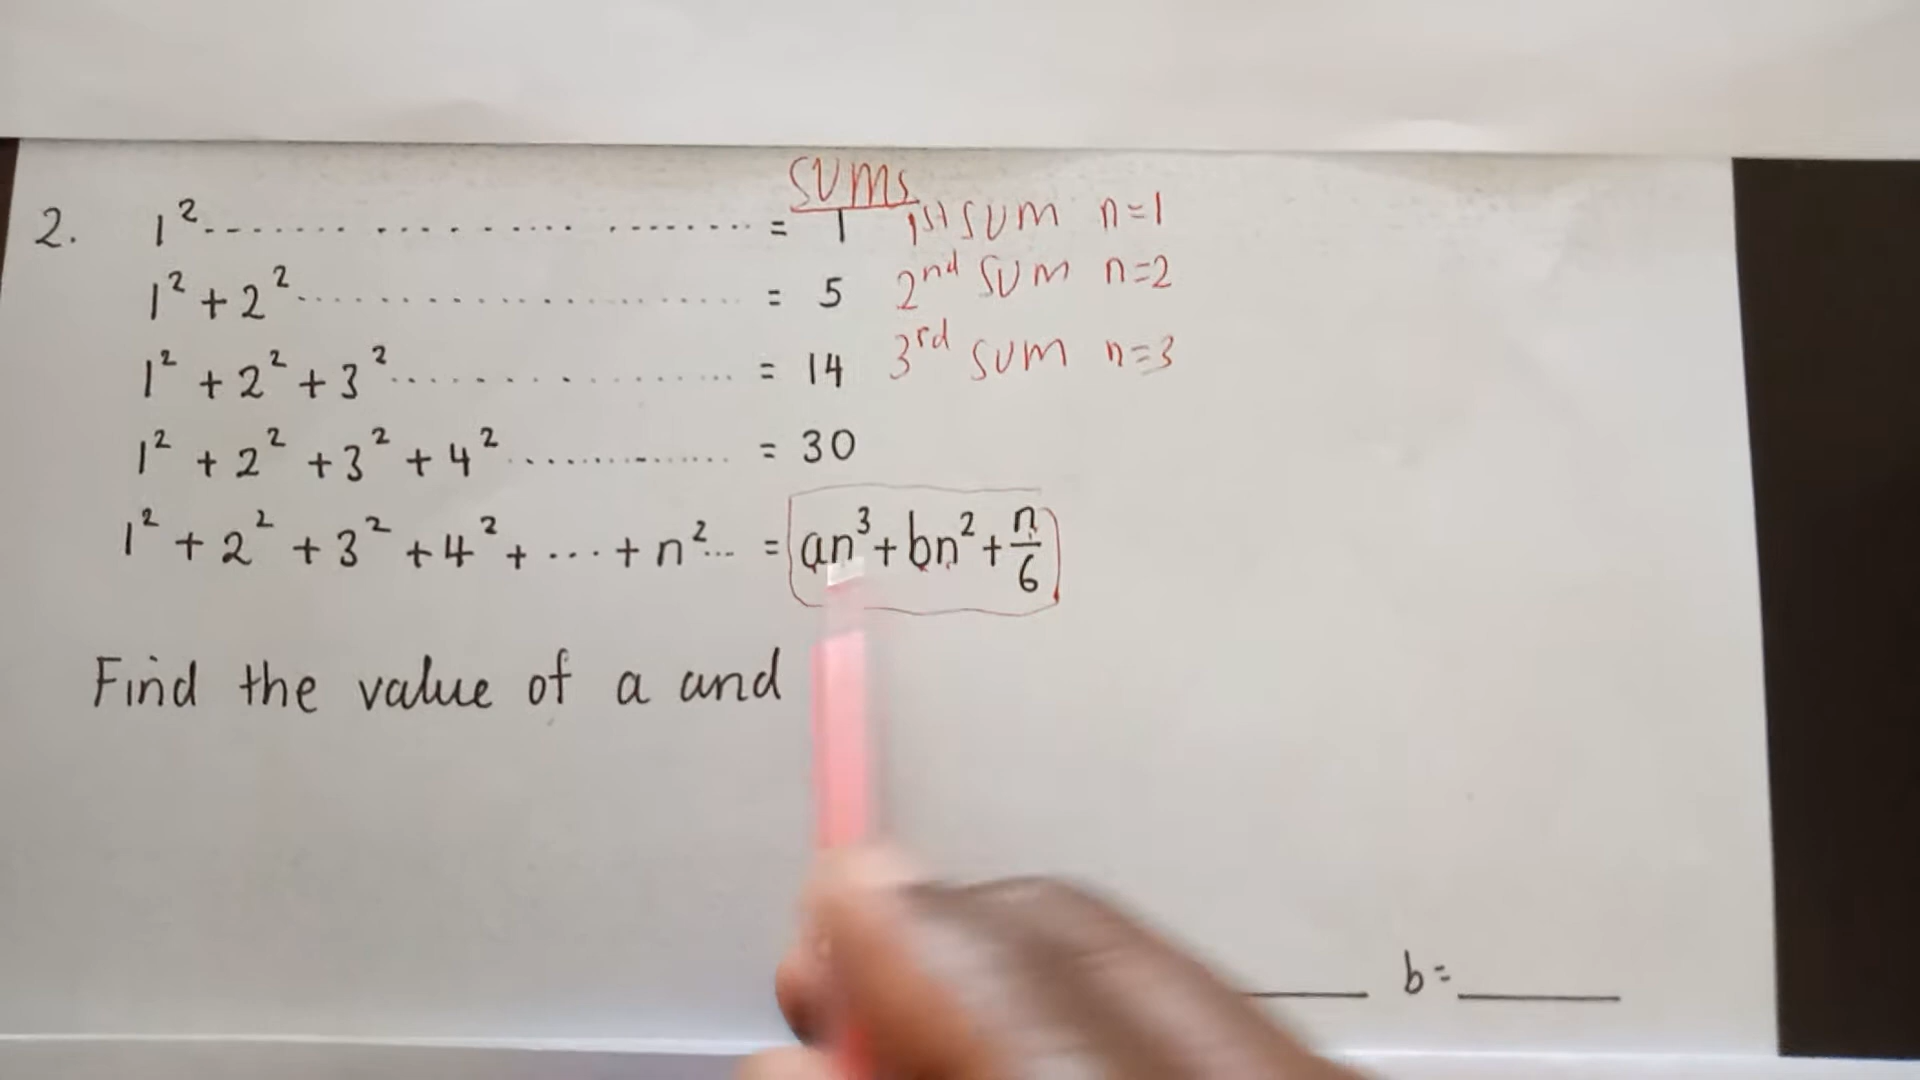 SUMS
2. 1² ........................ = 1 1st SUM n=1
1² + 2² ........................ = 5 2nd SUM n=2
1² + 2² + 3² .................... = 14 3rd SUM n=3
1² + 2² + 3² + 4² ............... = 30
1² + 2² + 3² + 4² + ... + n² ... = an³ + bn² + n/6
Find the value of a and
b=